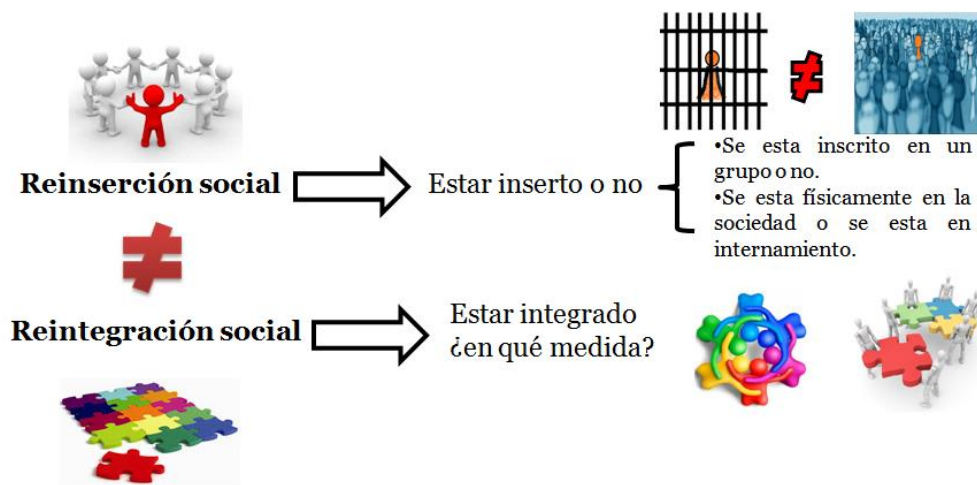 Reinserción social
Estar inserto o no
•Se esta inscrito en un
grupo o no.
•Se esta físicamente en la
sociedad o se esta en
internamiento.
≠
≠
Reintegración social
Estar integrado
¿en qué medida?